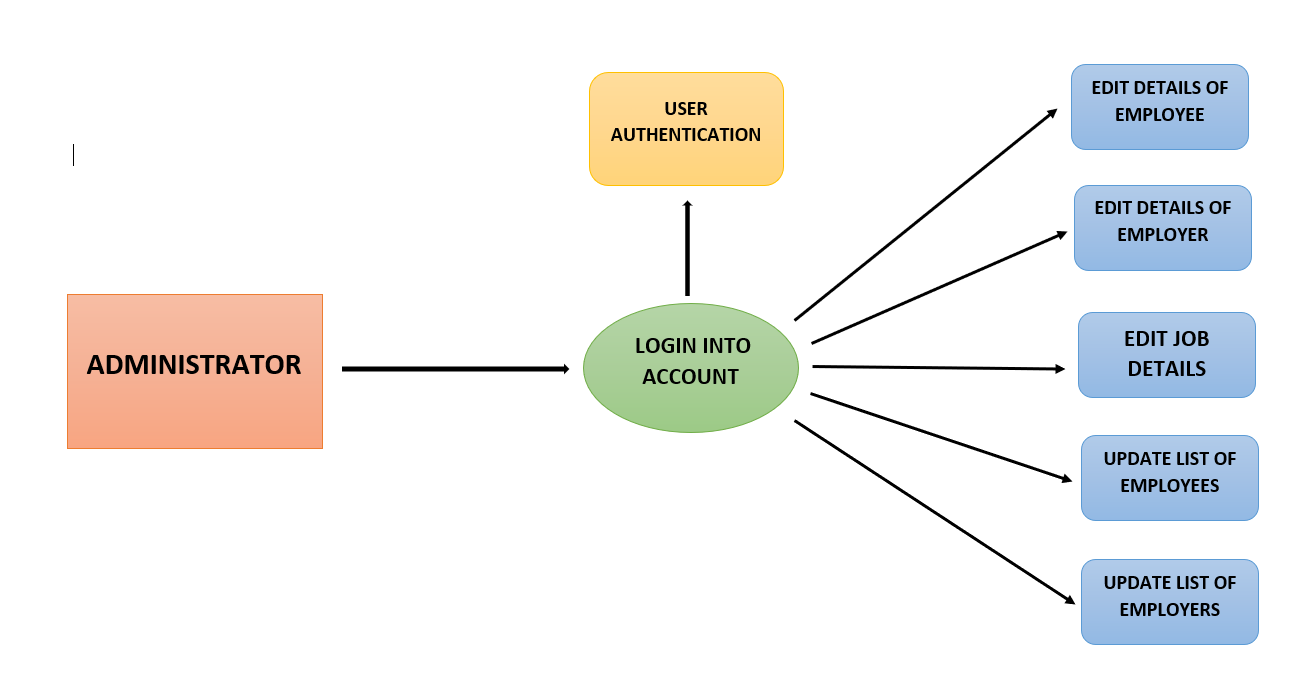 USER
AUTHENTICATION
ADMINISTRATOR
LOGIN INTO
ACCOUNT
EDIT DETAILS OF
EMPLOYEE
EDIT DETAILS OF
EMPLOYER
EDIT JOB
DETAILS
UPDATE LIST OF
EMPLOYEES
UPDATE LIST OF
EMPLOYERS